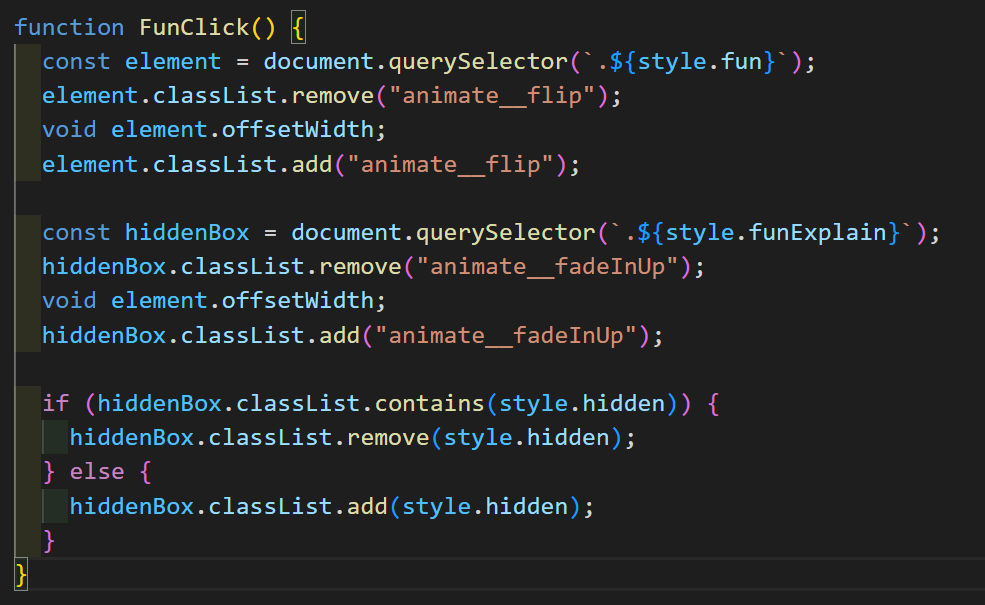 function FunClick() {
  const element = document.querySelector(`.${style.fun}`);
  element.classList.remove("animate__flip");
  void element.offsetWidth;
  element.classList.add("animate__flip");

  const hiddenBox = document.querySelector(`.${style.funExplain}`);
  hiddenBox.classList.remove("animate__fadeInUp");
  void element.offsetWidth;
  hiddenBox.classList.add("animate__fadeInUp");

  if (hiddenBox.classList.contains(style.hidden)) {
    hiddenBox.classList.remove(style.hidden);
  } else {
    hiddenBox.classList.add(style.hidden);
  }
}